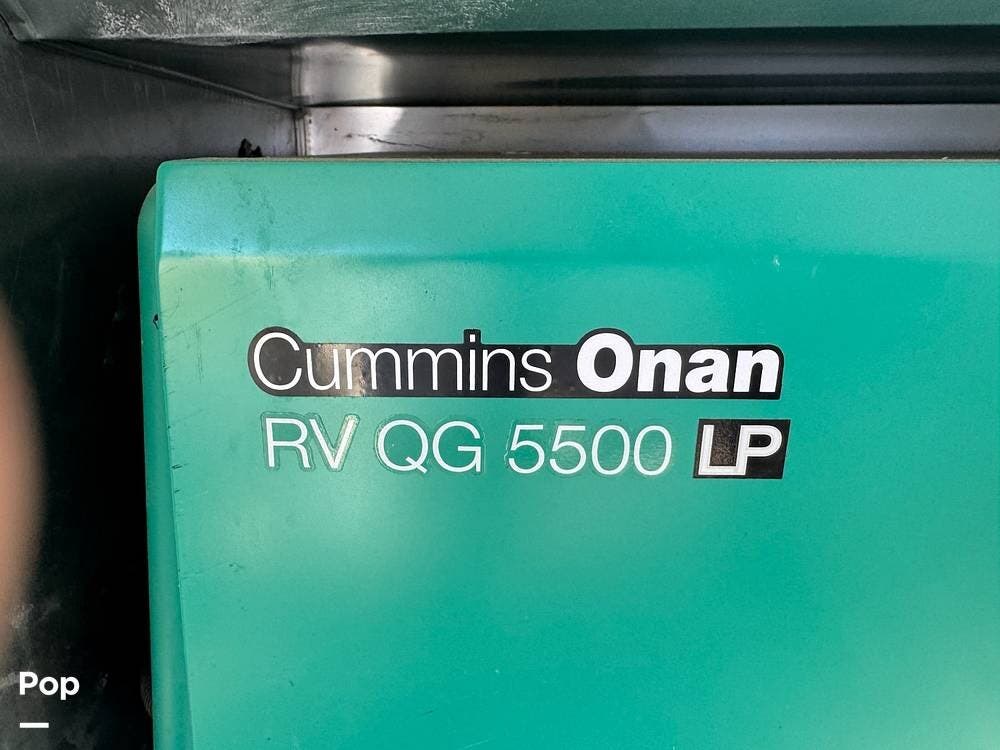 Cummins Onan
RV QG 5500 LP
Pop